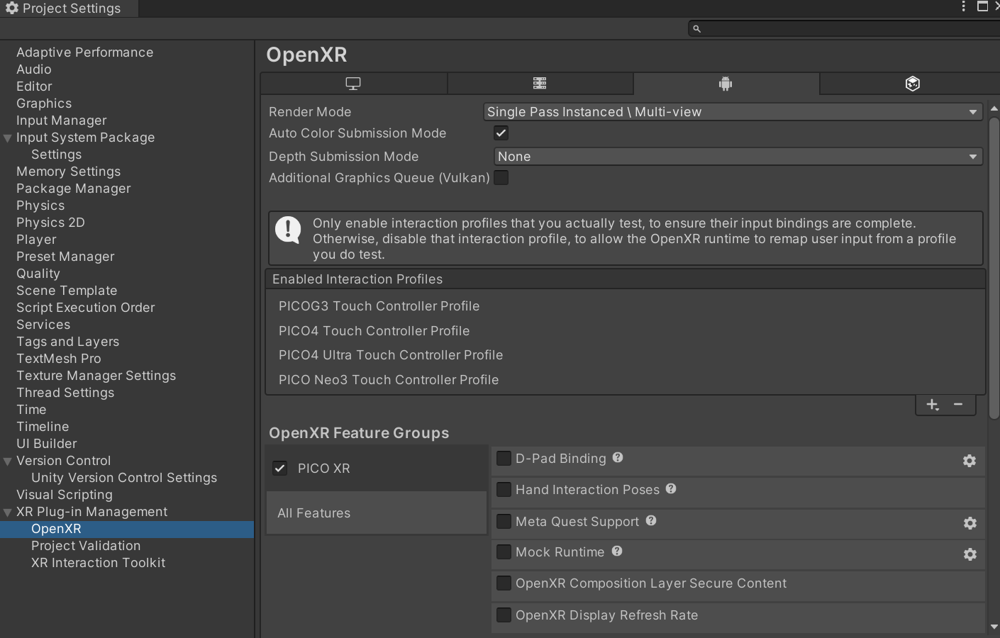 Project Settings
Adaptive Performance
Audio
Editor
Graphics
Input Manager
Input System Package
Settings
Memory Settings
Package Manager
Physics
Physics 2D
Player
Preset Manager
Quality
Scene Template
Script Execution Order
Services
Tags and Layers
TextMesh Pro
Texture Manager Settings
Thread Settings
Time
Timeline
UI Builder
Version Control
Unity Version Control Settings
Visual Scripting
XR Plug-in Management
OpenXR
Project Validation
XR Interaction Toolkit
OpenXR
Render Mode
Single Pass Instanced \ Multi-view
Auto Color Submission Mode
Depth Submission Mode
None
Additional Graphics Queue (Vulkan)
Only enable interaction profiles that you actually test, to ensure their input bindings are complete.
Otherwise, disable that interaction profile, to allow the OpenXR runtime to remap user input from a profile
you do test.
Enabled Interaction Profiles
PICOG3 Touch Controller Profile
PICO4 Touch Controller Profile
PICO4 Ultra Touch Controller Profile
PICO Neo3 Touch Controller Profile
OpenXR Feature Groups
PICO XR
All Features
D-Pad Binding
Hand Interaction Poses
Meta Quest Support
Mock Runtime
OpenXR Composition Layer Secure Content
OpenXR Display Refresh Rate